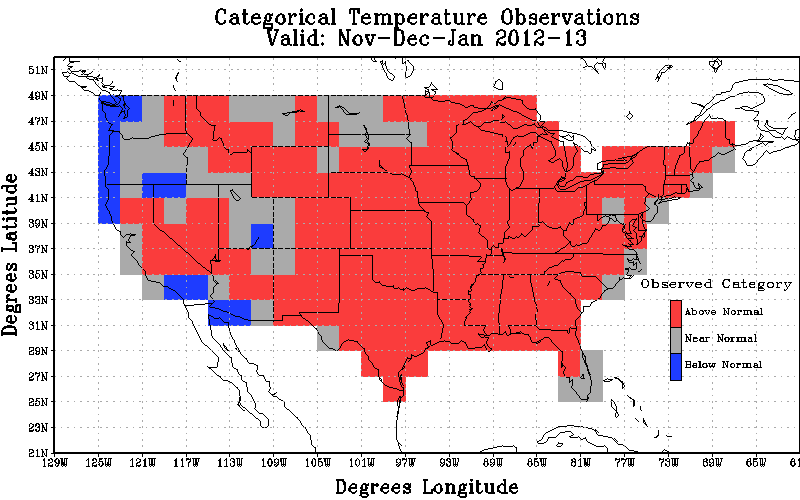 Categorical Temperature Observations
Valid: Nov-Dec-Jan 2012-13
51N
49N
47N
45N
43N
41N
39N
37N
35N
33N
31N
29N
27N
25N
23N
21N
Degrees Latitude
Observed Category
Above Normal
Near Normal
Below Normal
129W 125W 121W 117W 113W 109W 105W 101W 97W 93W 89W 85W 81W 77W 73W 69W 65W 61
Degrees Longitude